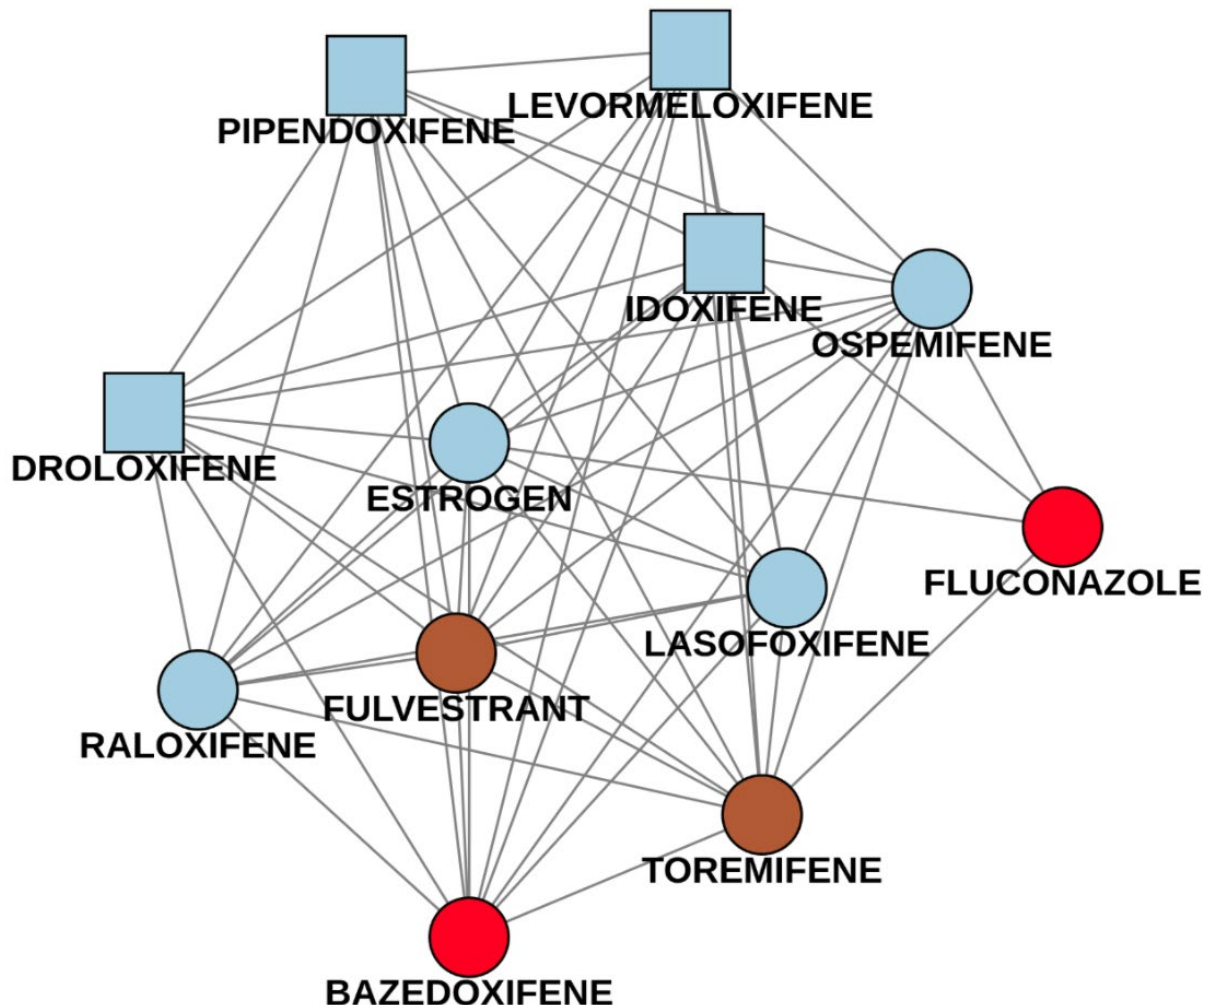 LEVORMELOXIFENE
PIPENDOXIFENE
IDOXIFENE
OSPEMIFENE
DROLOXIFENE
ESTROGEN
FLUCONAZOLE
LASOFOXIFENE
FULVESTRANT
RALOXIFENE
TOREMIFENE
BAZEDOXIFENE